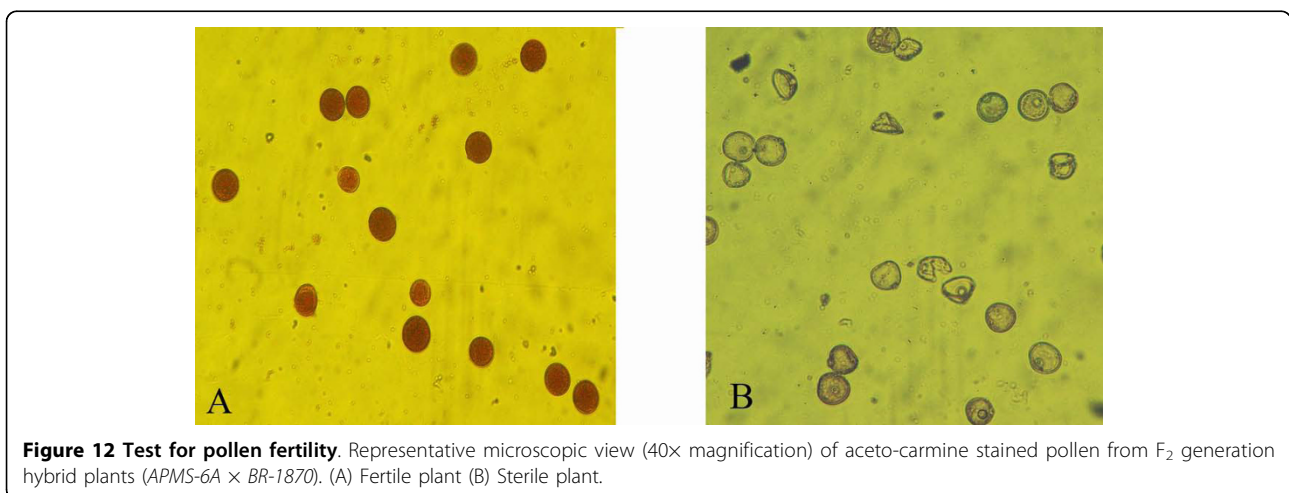 A
B
Figure 12 Test for pollen fertility. Representative microscopic view (40× magnification) of aceto-carmine stained pollen from F₂ generation
hybrid plants (APMS-6A × BR-1870). (A) Fertile plant (B) Sterile plant.